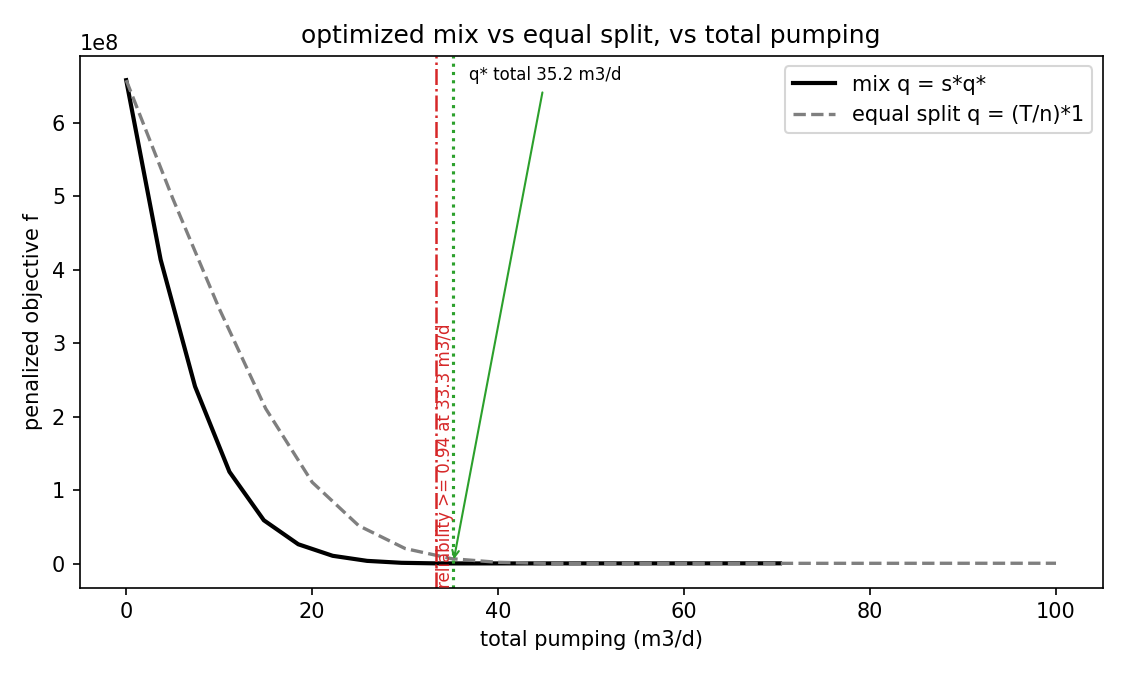 optimized mix vs equal split, vs total pumping
1e8
q* total 35.2 m3/d
mix q = s*q*
equal split q = (T/n)*1
6
5
4
3
2
1
0
penalized objective f
reliability >= 0.94 at 33.3 m3/d
0
20
40
60
80
100
total pumping (m3/d)